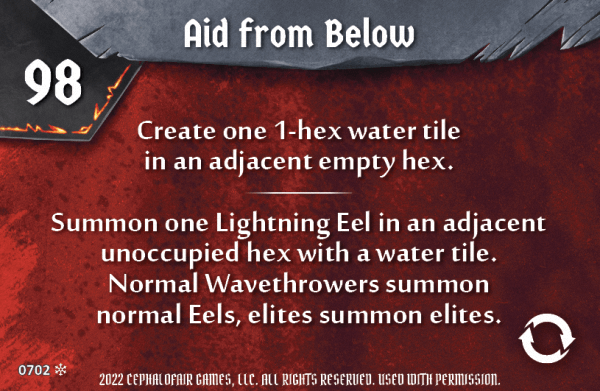 Aid from Below
98
Create one 1-hex water tile
in an adjacent empty hex.
Summon one Lightning Eel in an adjacent
unoccupied hex with a water tile.
Normal Wavethrowers summon
normal Eels, elites summon elites.
0702
2022 CEPHALOFAIR GAMES, LLC. ALL RIGHTS RESERVED. USED WITH PERMISSION.